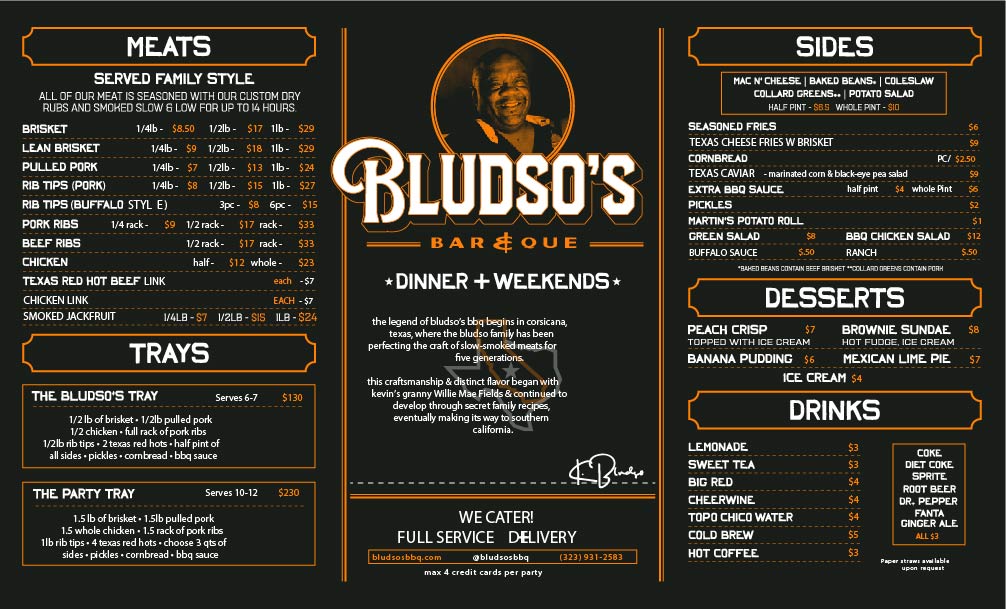 MEATS
SERVED FAMILY STYLE
ALL OF OUR MEAT IS SEASONED WITH OUR CUSTOM DRY
RUBS AND SMOKED SLOW & LOW FOR UP TO 14 HOURS.
BRISKET 1/4lb - $8.50 1/2lb - $17 1lb - $29
LEAN BRISKET 1/4lb - $9 1/2lb - $18 1lb - $29
PULLED PORK 1/4lb - $7 1/2lb - $13 1lb - $24
RIB TIPS (PORK) 1/4lb - $8 1/2lb - $15 1lb - $27
RIB TIPS (BUFFALO STYL E) 3pc - $8 6pc - $15
PORK RIBS 1/4 rack - $9 1/2 rack - $17 rack - $33
BEEF RIBS 1/2 rack - $17 rack - $33
CHICKEN half - $12 whole - $23
TEXAS RED HOT BEEF LINK each - $7
CHICKEN LINK EACH - $7
SMOKED JACKFRUIT 1/4LB - $7 1/2LB - $15 1LB - $24
TRAYS
THE BLUDSO'S TRAY Serves 6-7 $130
1/2 lb of brisket • 1/2lb pulled pork
1/2 chicken • full rack of pork ribs
1/2lb rib tips • 2 texas red hots • half pint of
all sides • pickles • cornbread • bbq sauce
THE PARTY TRAY Serves 10-12 $230
1.5 lb of brisket • 1.5lb pulled pork
1.5 whole chicken • 1.5 rack of pork ribs
1lb rib tips • 4 texas red hots • choose 3 qts of
sides • pickles • cornbread • bbq sauce
BLUDSO'S
BAR & QUE
DINNER + WEEKENDS
the legend of bludso's bbq begins in corsicana,
texas, where the bludso family has been
perfecting the craft of slow-smoked meats for
five generations.
this craftsmanship & distinct flavor began with
kevin's granny Willie Mae Fields & continued to
develop through secret family recipes,
eventually making its way to southern
california.
K. Bludso
WE CATER!
FULL SERVICE + DELIVERY
bludsosbbq.com @bludsosbbq (323) 931-2583
max 4 credit cards per party
SIDES
MAC N' CHEESE | BAKED BEANS* | COLESLAW
COLLARD GREENS** | POTATO SALAD
HALF PINT - $6.5 WHOLE PINT - $10
SEASONED FRIES $6
TEXAS CHEESE FRIES W BRISKET $9
CORNBREAD PC/ $2.50
TEXAS CAVIAR - marinated corn & black-eye pea salad $9
EXTRA BBQ SAUCE half pint $4 whole Pint $6
PICKLES $2
MARTIN'S POTATO ROLL $1
GREEN SALAD $8 BBQ CHICKEN SALAD $12
BUFFALO SAUCE $.50 RANCH $.50
*BAKED BEANS CONTAIN BEEF BRISKET **COLLARD GREENS CONTAIN PORK
DESSERTS
PEACH CRISP $7 BROWNIE SUNDAE $8
TOPPED WITH ICE CREAM HOT FUDGE, ICE CREAM
BANANA PUDDING $6 MEXICAN LIME PIE $7
ICE CREAM $4
DRINKS
LEMONADE $3
SWEET TEA $3
BIG RED $4
CHEERWINE $4
TOPO CHICO WATER $4
COLD BREW $5
HOT COFFEE $3
COKE
DIET COKE
SPRITE
ROOT BEER
DR. PEPPER
FANTA
GINGER ALE
ALL $3
Paper straws available
upon request